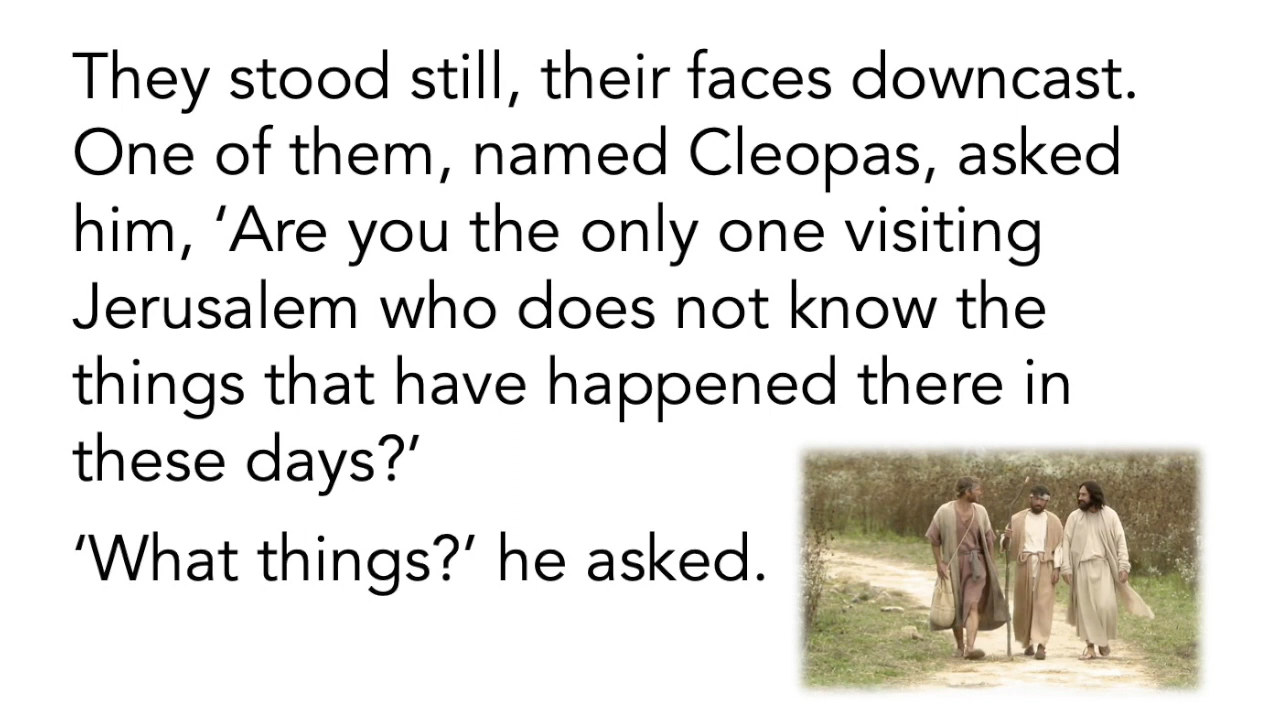 They stood still, their faces downcast.
One of them, named Cleopas, asked
him, ‘Are you the only one visiting
Jerusalem who does not know the
things that have happened there in
these days?’
‘What things?’ he asked.